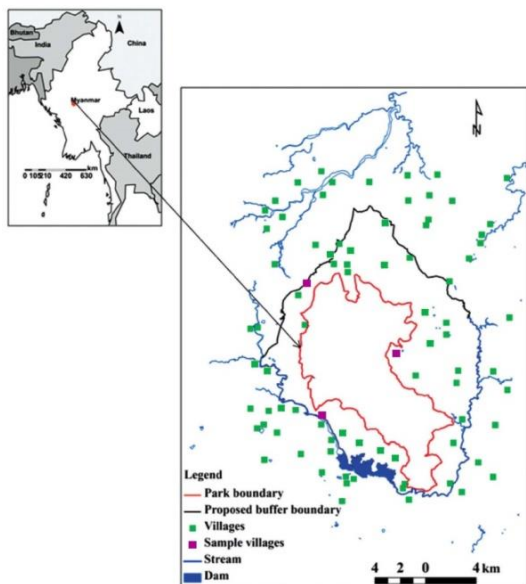 N
Bhutan
China
India
Myanmar
Laos
Thailand
km
0 105210 420 630
N
Legend
Park boundary
Proposed buffer boundary
Villages
Sample villages
Stream
Dam
4 2 0 4 km